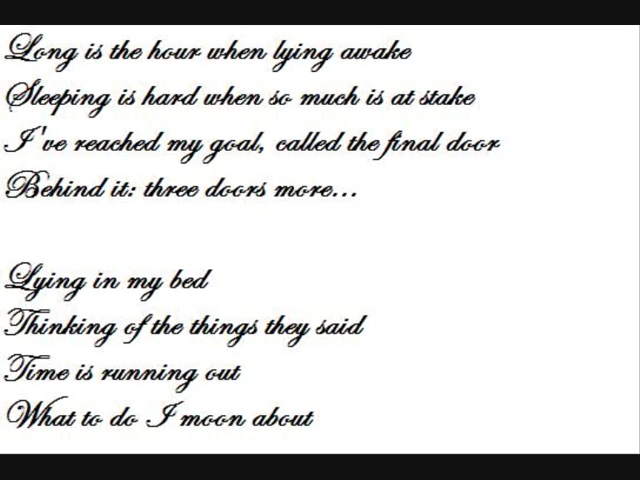 Long is the hour when lying awake
Sleeping is hard when so much is at stake
I've reached my goal, called the final door
Behind it: three doors more...
Lying in my bed
Thinking of the things they said
Time is running out
What to do I moon about